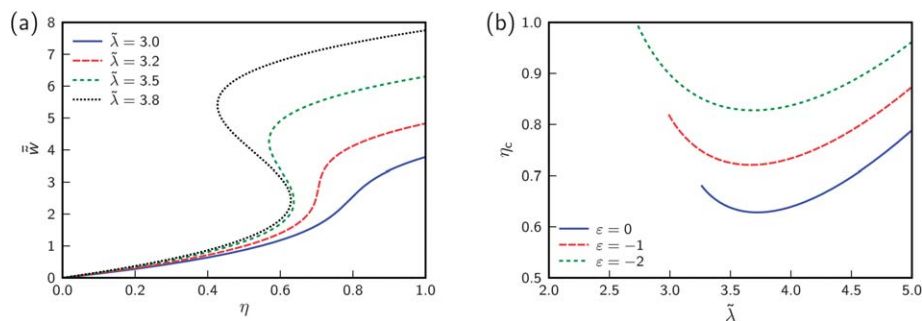 (a)
8
7
6
5
4
3
2
1
0
w̃̄
λ̃ = 3.0
λ̃ = 3.2
λ̃ = 3.5
λ̃ = 3.8
0.0 0.2 0.4 0.6 0.8 1.0
η
(b)
1.0
0.9
0.8
0.7
0.6
0.5
ηc
ε = 0
ε = −1
ε = −2
2.0 2.5 3.0 3.5 4.0 4.5 5.0
λ̃